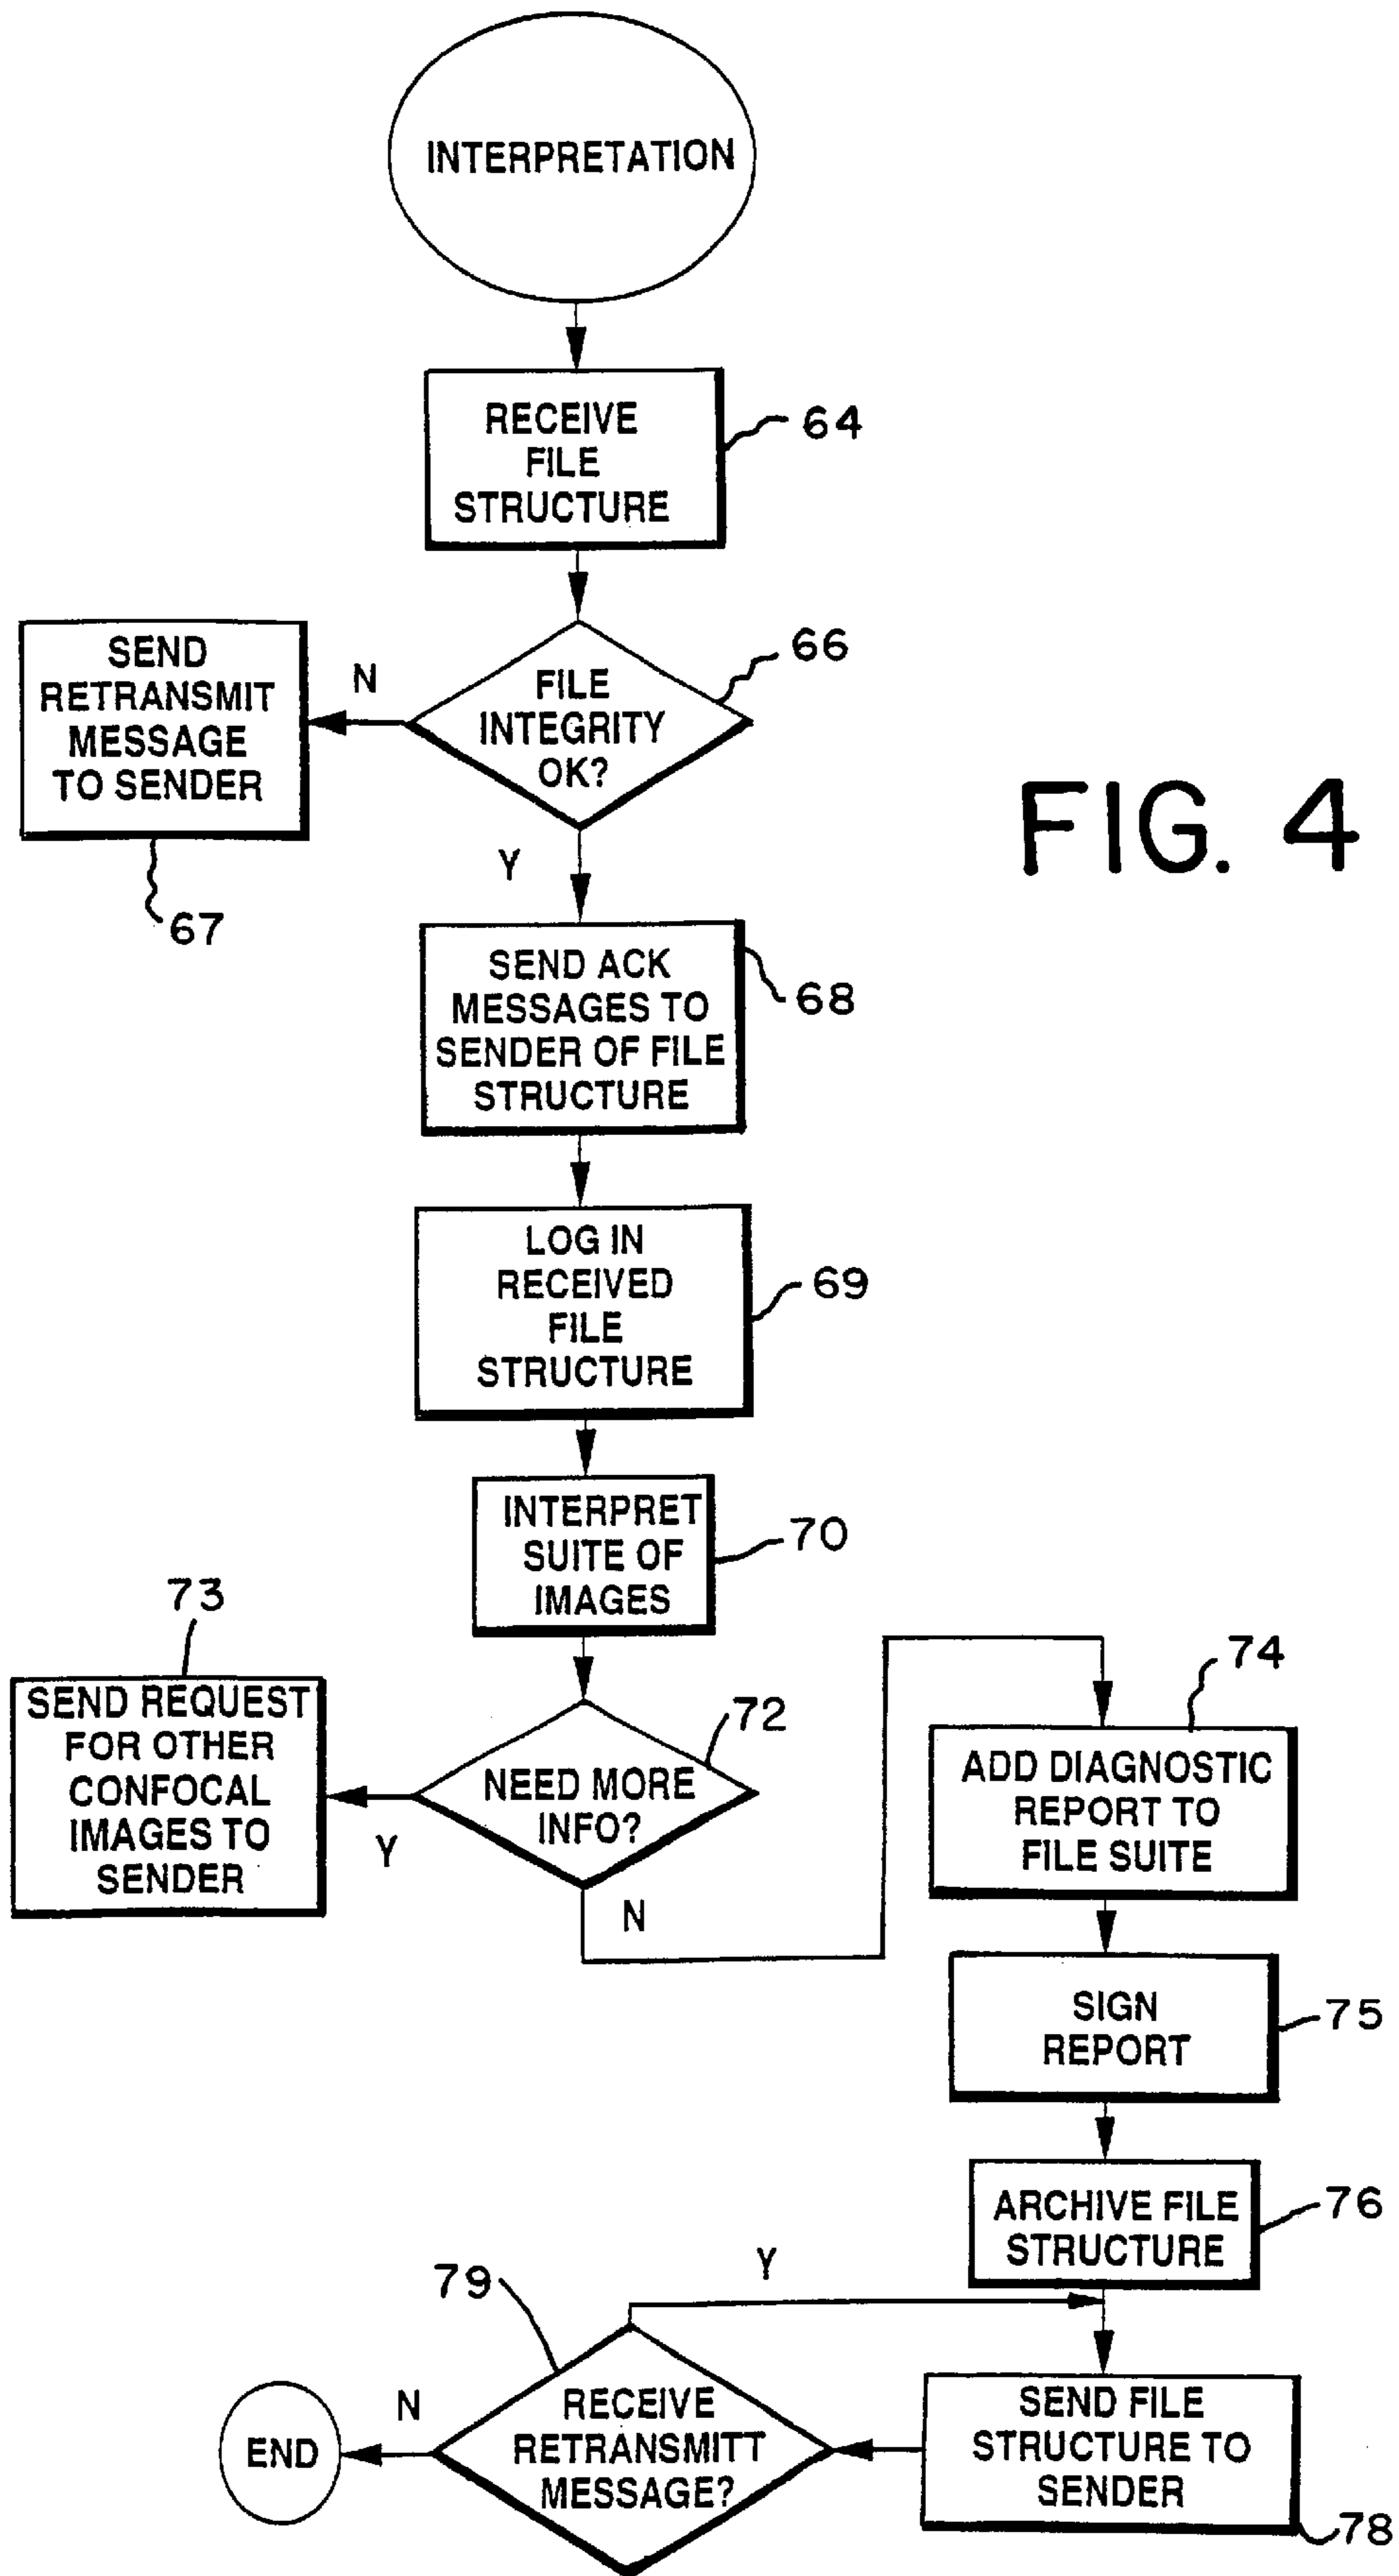 INTERPRETATION
RECEIVE
FILE
STRUCTURE
64
SEND
RETRANSMIT
MESSAGE
TO SENDER
67
N
FILE
INTEGRITY
OK?
66
Y
FIG. 4
SEND ACK
MESSAGES TO
SENDER OF FILE
STRUCTURE
68
LOG IN
RECEIVED
FILE
STRUCTURE
69
INTERPRET
SUITE OF
IMAGES
70
73
SEND REQUEST
FOR OTHER
CONFOCAL
IMAGES TO
SENDER
Y
NEED MORE
INFO?
72
N
74
ADD DIAGNOSTIC
REPORT TO
FILE SUITE
SIGN
REPORT
75
ARCHIVE FILE
STRUCTURE
76
Y
79
RECEIVE
RETRANSMITT
MESSAGE?
N
END
SEND FILE
STRUCTURE TO
SENDER
78